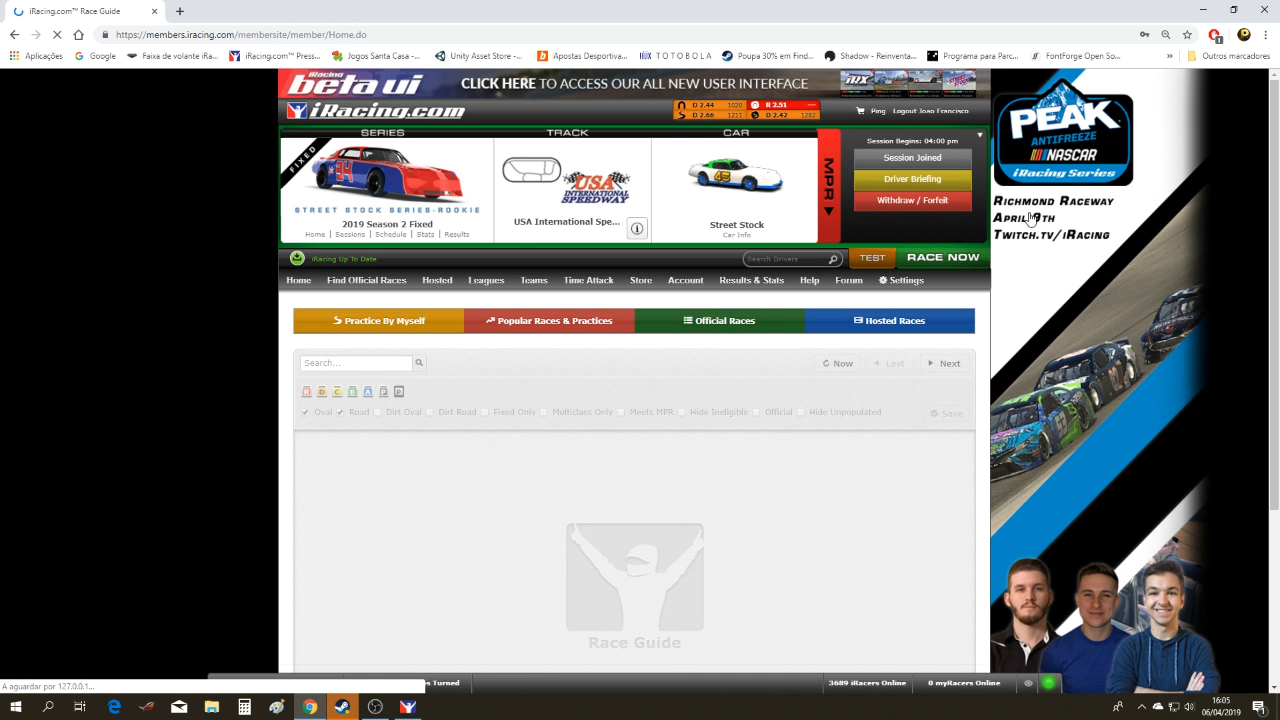 Race Guide
https://members.iracing.com/membersite/member/Home.do
Aplicações
Google
Faixa de volante iRa...
iRacing.com™ Press...
Jogos Santa Casa -...
Unity Asset Store -...
Apostas Desportiva...
T O T O B O L A
Poupa 30% em Find...
Shadow - Reinventa...
Programa para Parc...
FontForge Open So...
»
Outros marcadores
iRacing
beta ui
CLICK HERE TO ACCESS OUR ALL NEW USER INTERFACE
iRacing.com
D 2.44 1020
R 2.51 ---
D 2.66 1211
D 2.42 1282
Ping
Logout Joao Francisco
SERIES
TRACK
CAR
FIXED
STREET STOCK SERIES-ROOKIE
2019 Season 2 Fixed
Home | Sessions | Schedule | Stats | Results
USA INTERNATIONAL SPEEDWAY
USA International Spe...
45
Street Stock
Car Info
MPR
Session Begins: 04:00 pm
Session Joined
Driver Briefing
Withdraw / Forfeit
iRacing Up To Date
Search Drivers
TEST
RACE NOW
Home
Find Official Races
Hosted
Leagues
Teams
Time Attack
Store
Account
Results & Stats
Help
Forum
Settings
Practice By Myself
Popular Races & Practices
Official Races
Hosted Races
Search...
Now
Last
Next
R D C B A P P
Oval
Road
Dirt Oval
Dirt Road
Fixed Only
Multiclass Only
Meets MPR
Hide Ineligible
Official
Hide Unpopulated
Save
Race Guide
PEAK
ANTIFREEZE
NASCAR
iRacing Series
RICHMOND RACEWAY
TWITCH.TV/IRACING
A aguardar por 127.0.0.1...
s Turned
3689 iRacers Online
0 myRacers Online
16:05
06/04/2019